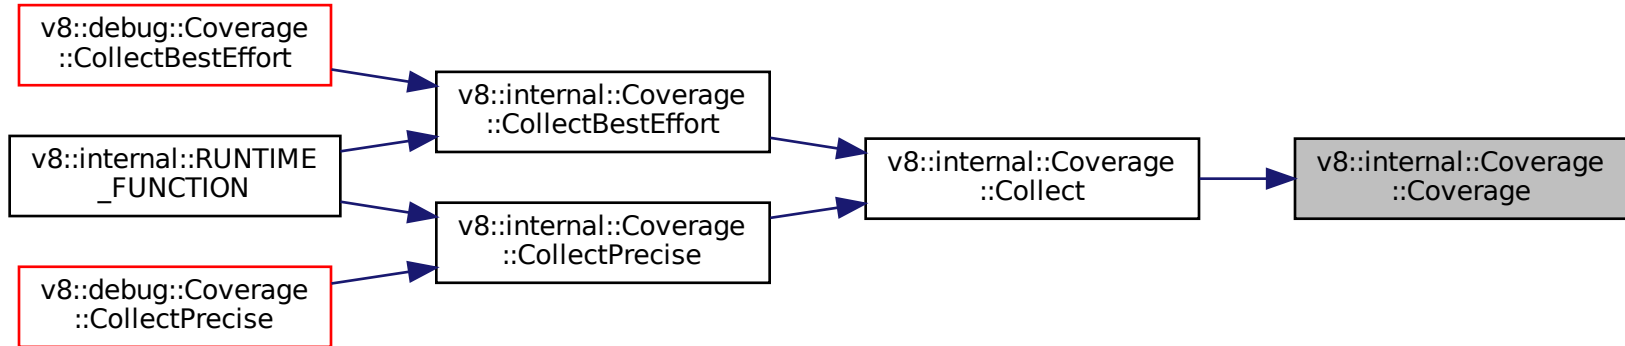 v8::debug::Coverage
::CollectBestEffort
v8::internal::RUNTIME
_FUNCTION
v8::debug::Coverage
::CollectPrecise
v8::internal::Coverage
::CollectBestEffort
v8::internal::Coverage
::CollectPrecise
v8::internal::Coverage
::Collect
v8::internal::Coverage
::Coverage